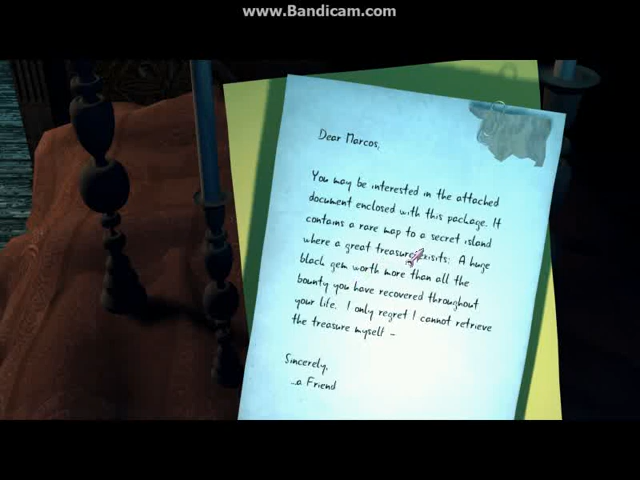 www.Bandicam.com
Dear Marcos,
You may be interested in the attached
document enclosed with this package. It
contains a rare map to a secret island
where a great treasure exists: A huge
black gem worth more than all the
bounty you have recovered throughout
your life. I only regret I cannot retrieve
the treasure myself -
Sincerely,
...a Friend